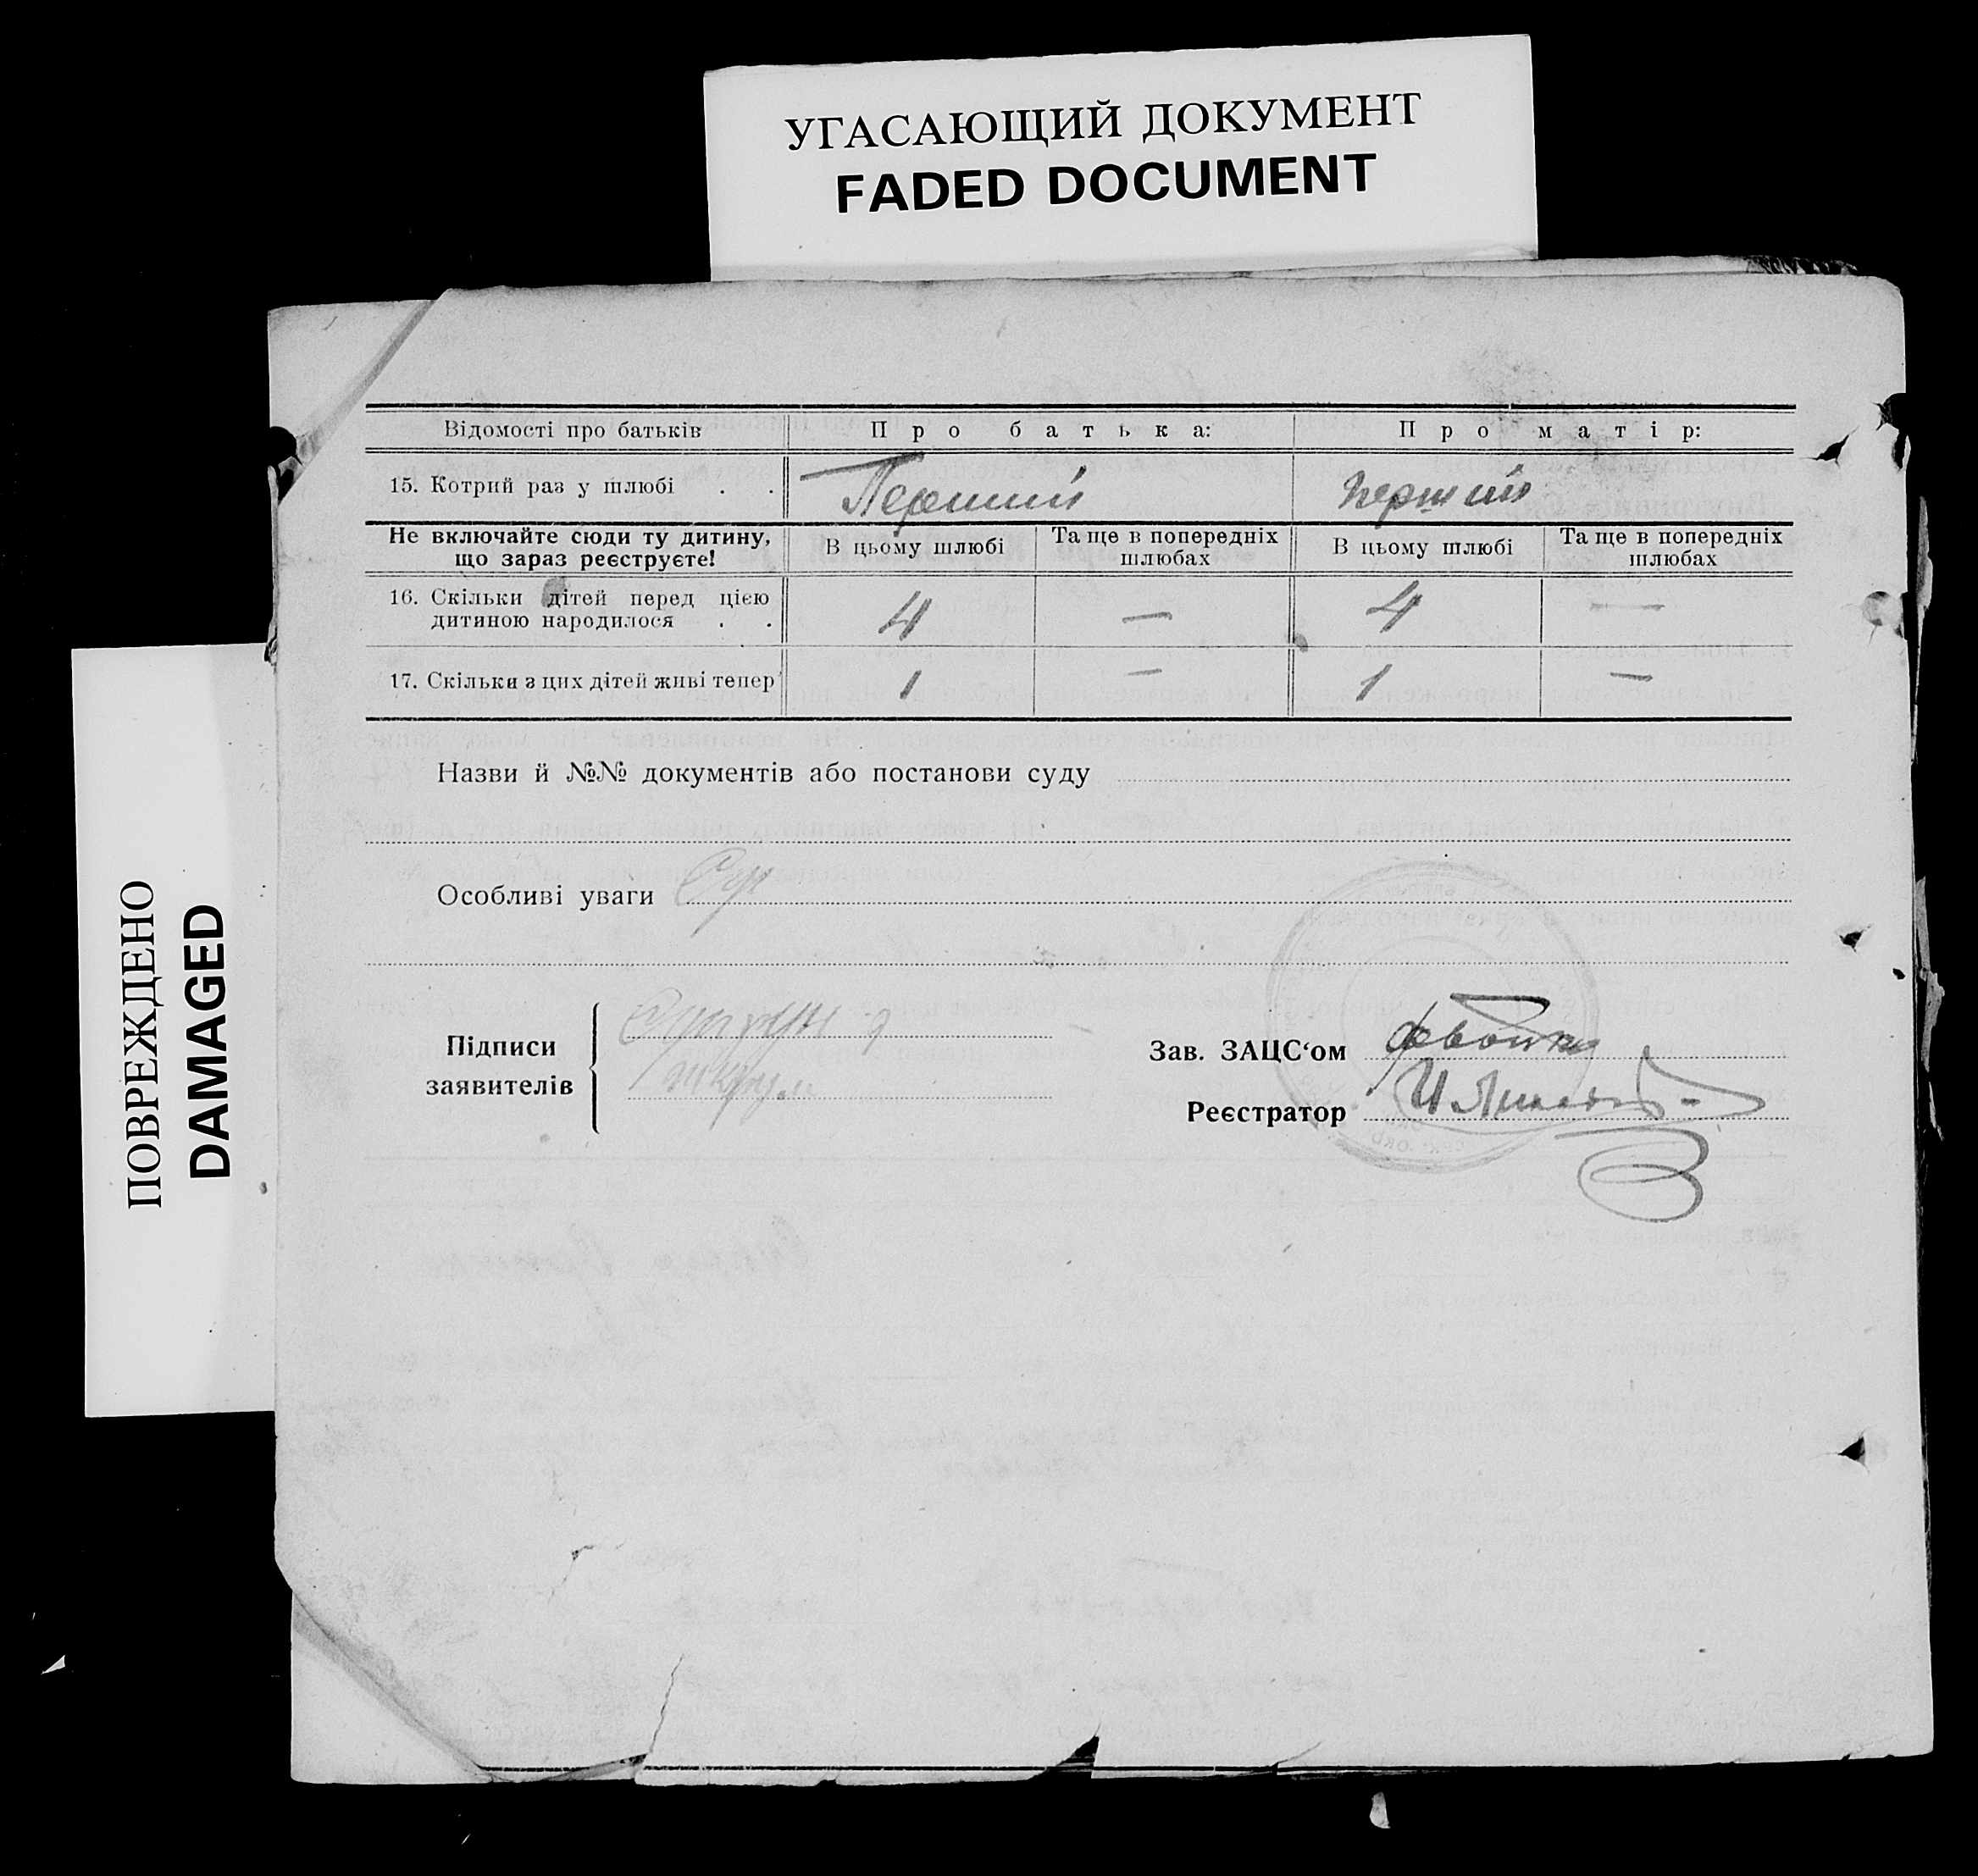 УГАСАЮЩИЙ ДОКУМЕНТ
FADED DOCUMENT
ПОВРЕЖДЕНО
DAMAGED
Відомості про батьків Про батька: Про матір:
15. Котрий раз у шлюбі . . Перший перший
Не включайте сюди ту дитину, що зараз реєструєте!
В цьому шлюбі Та ще в попередніх шлюбах В цьому шлюбі Та ще в попередніх шлюбах
16. Скільки дітей перед цією
дитиною народилося . . 4 — 4 —
17. Скільки з цих дітей живі тепер 1 — 1 —
Назви й №№ документів або постанови суду
Особливі уваги
Підписи
заявителів
Зав. ЗАЦС‘ом
Реєстратор